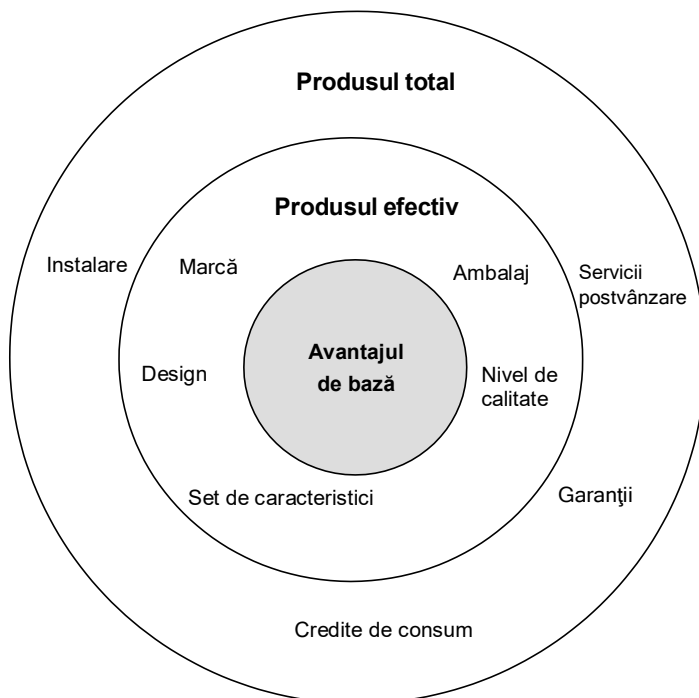 Produsul total
Produsul efectiv
Instalare
Marcă
Ambalaj
Servicii
postvânzare
Avantajul
de bază
Design
Nivel de
calitate
Set de caracteristici
Garanţii
Credite de consum